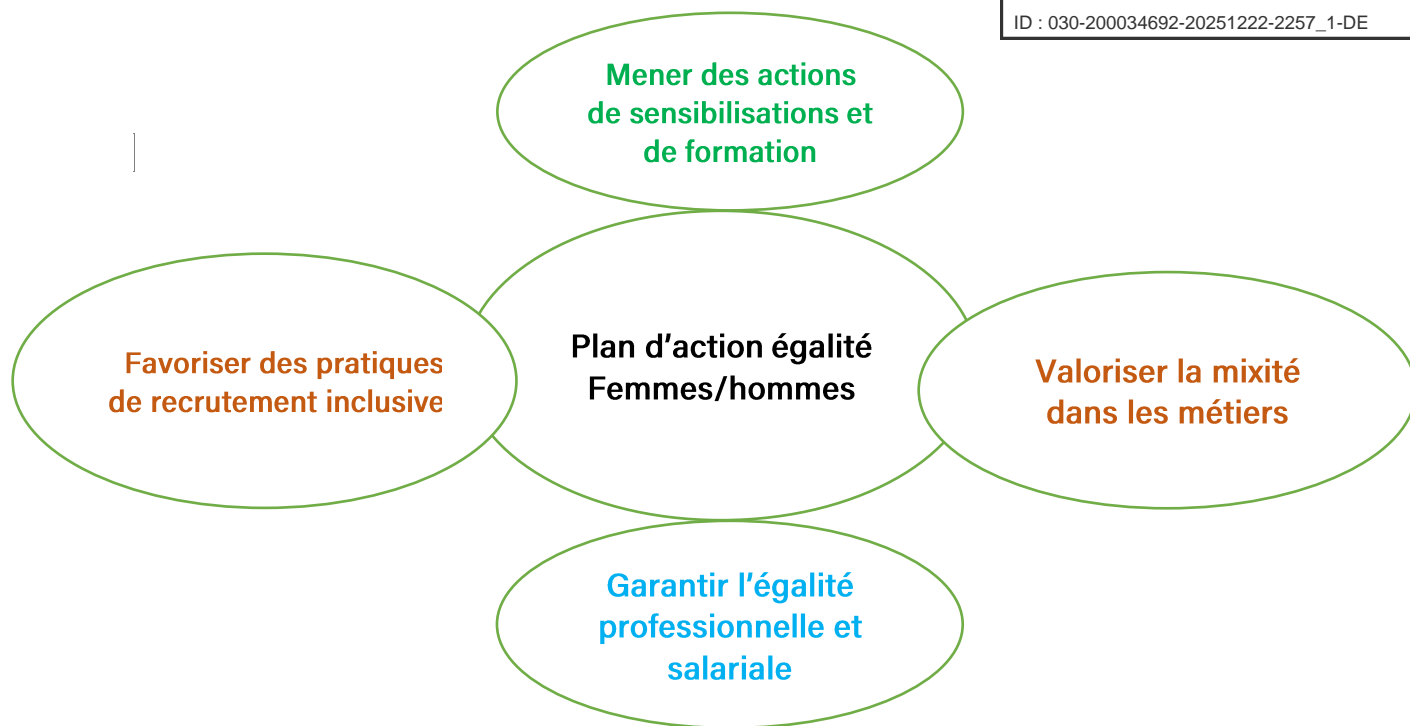 ID : 030-200034692-20251222-2257_1-DE
Mener des actions
de sensibilisations et
de formation
Favoriser des pratiques
de recrutement inclusive
Plan d’action égalité
Femmes/hommes
Valoriser la mixité
dans les métiers
Garantir l’égalité
professionnelle et
salariale